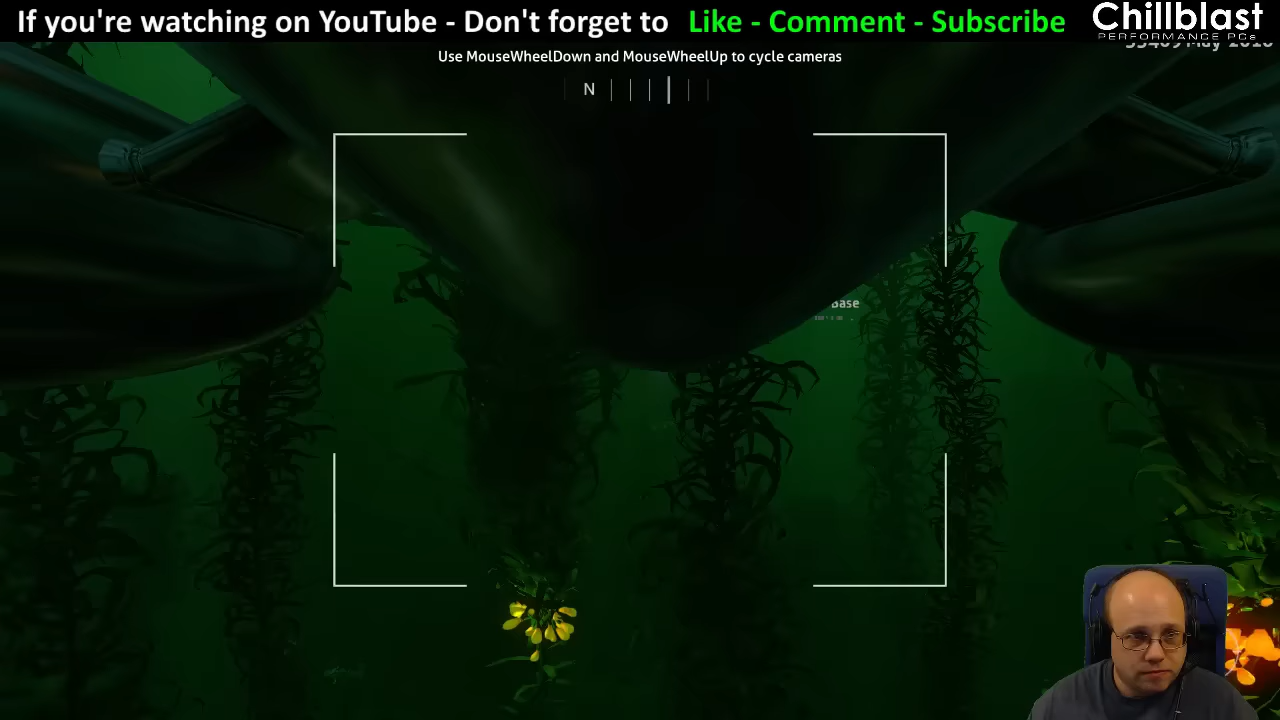 If you're watching on YouTube - Don't forget to Like - Comment - Subscribe
Chillblast
PERFORMANCE PCs
Use MouseWheelDown and MouseWheelUp to cycle cameras
N
Base